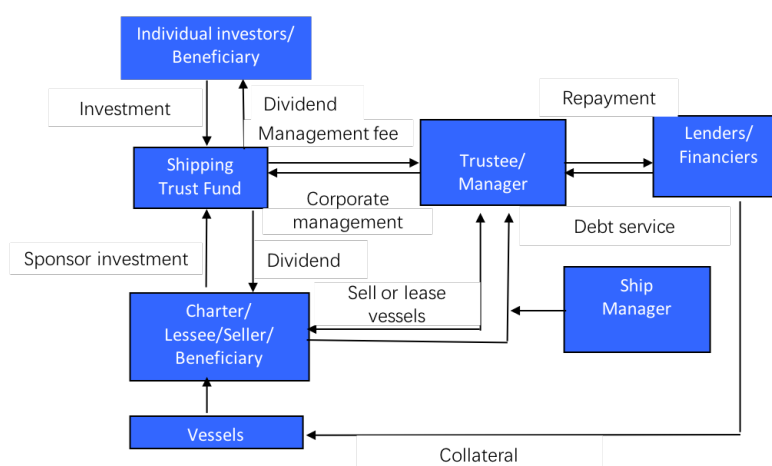 Individual investors/
Beneficiary
Investment
Dividend
Repayment
Management fee
Shipping
Trust Fund
Trustee/
Manager
Lenders/
Financiers
Corporate
management
Debt service
Sponsor investment
Dividend
Sell or lease
vessels
Ship
Manager
Charter/
Lessee/Seller/
Beneficiary
Vessels
Collateral